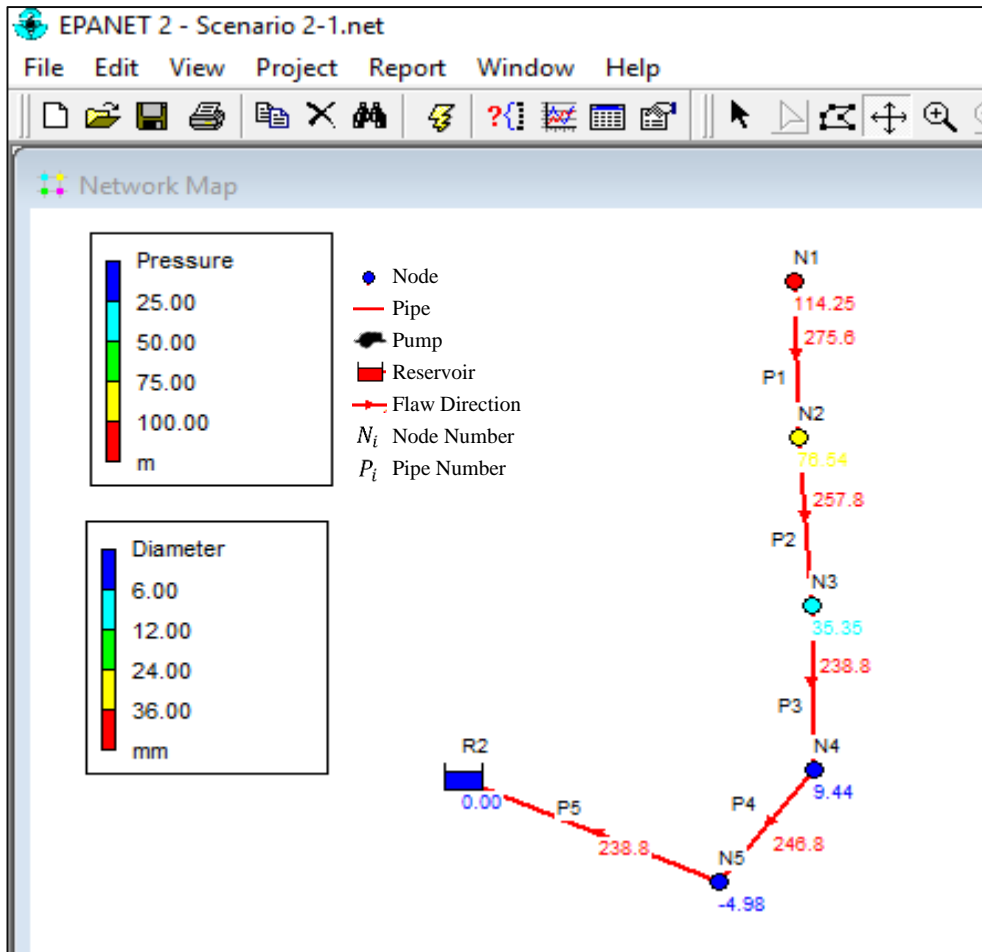 EPANET 2 - Scenario 2-1.net
File Edit View Project Report Window Help
Network Map
Pressure
25.00
50.00
75.00
100.00
m
Node
Pipe
Pump
Reservoir
Flaw Direction
Ni Node Number
Pi Pipe Number
Diameter
6.00
12.00
24.00
36.00
mm
N1
114.25
275.6
P1
N2
76.54
257.8
P2
N3
35.35
238.8
P3
N4
9.44
P4
246.8
N5
-4.98
R2
0.00
P5
238.8